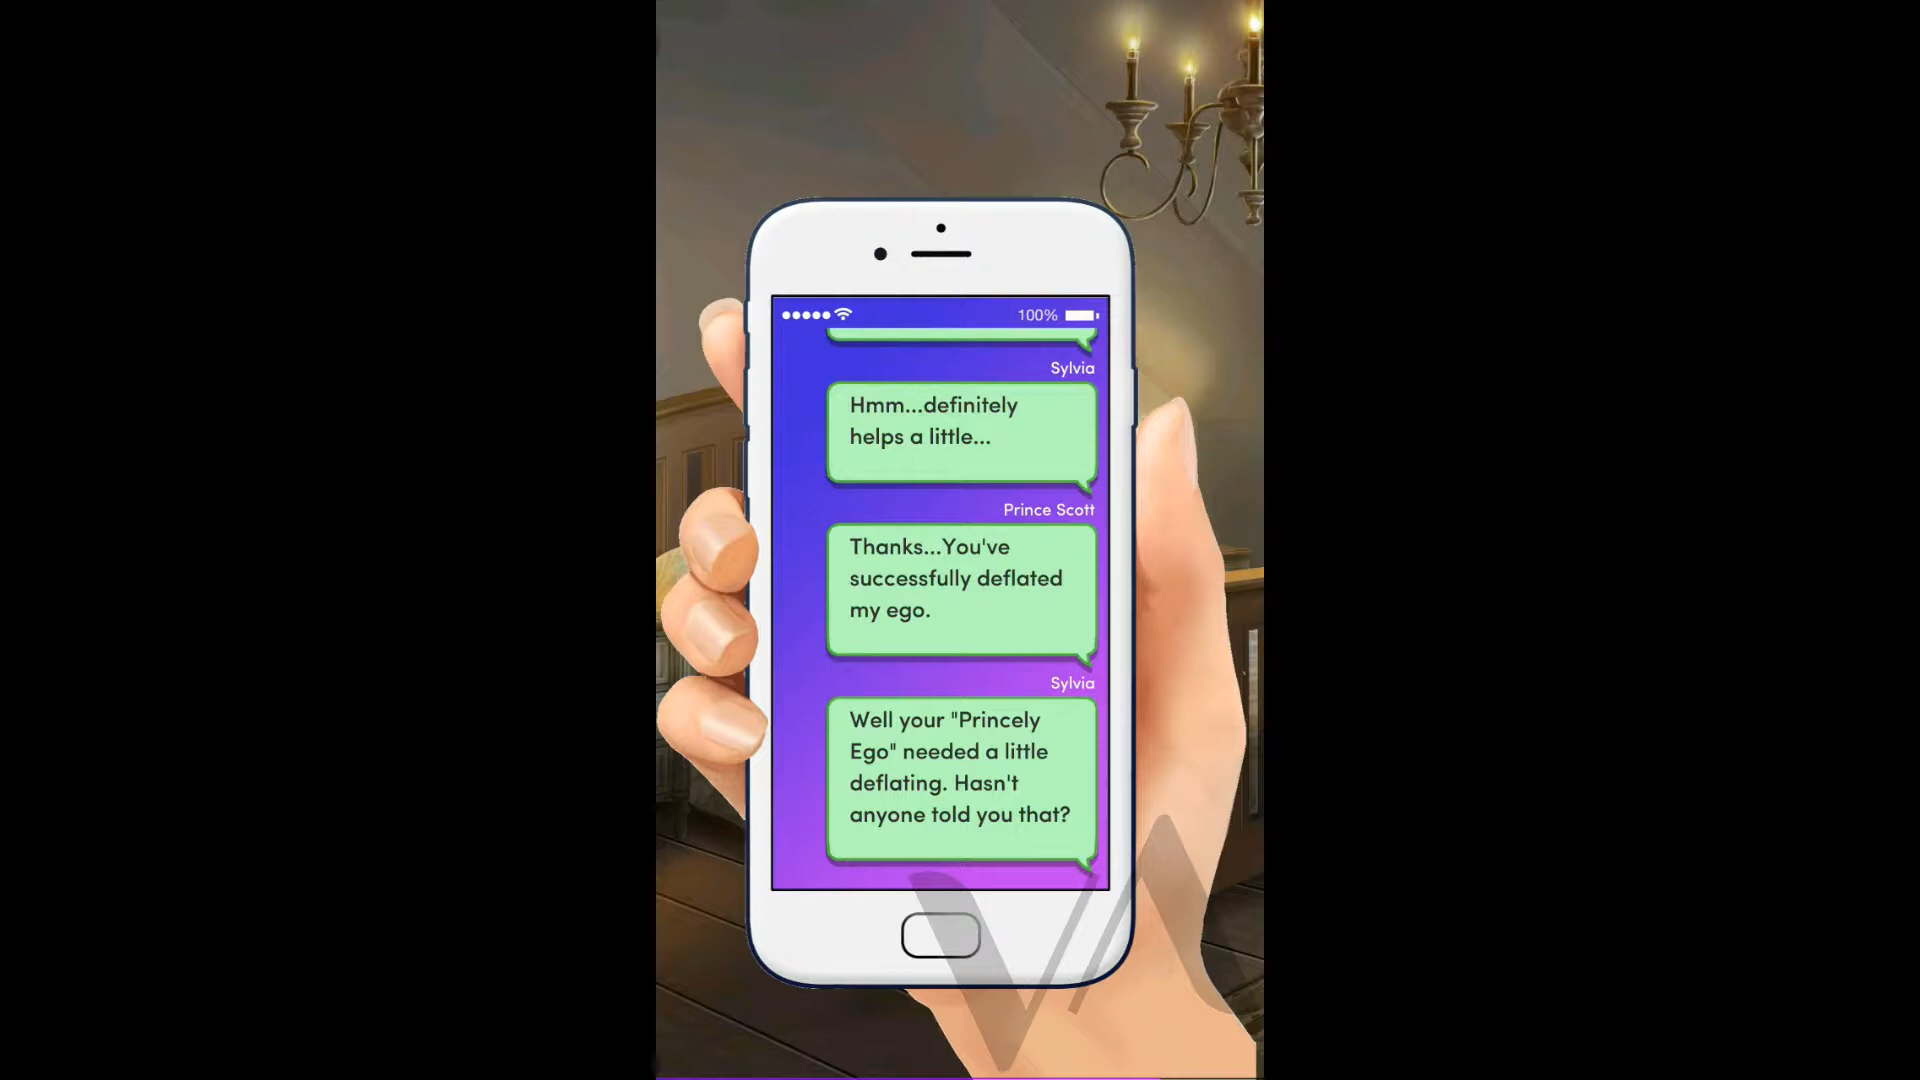 100%
Sylvia
Hmm...definitely
helps a little...
Prince Scott
Thanks...You've
successfully deflated
my ego.
Sylvia
Well your "Princely
Ego" needed a little
deflating. Hasn't
anyone told you that?
VA